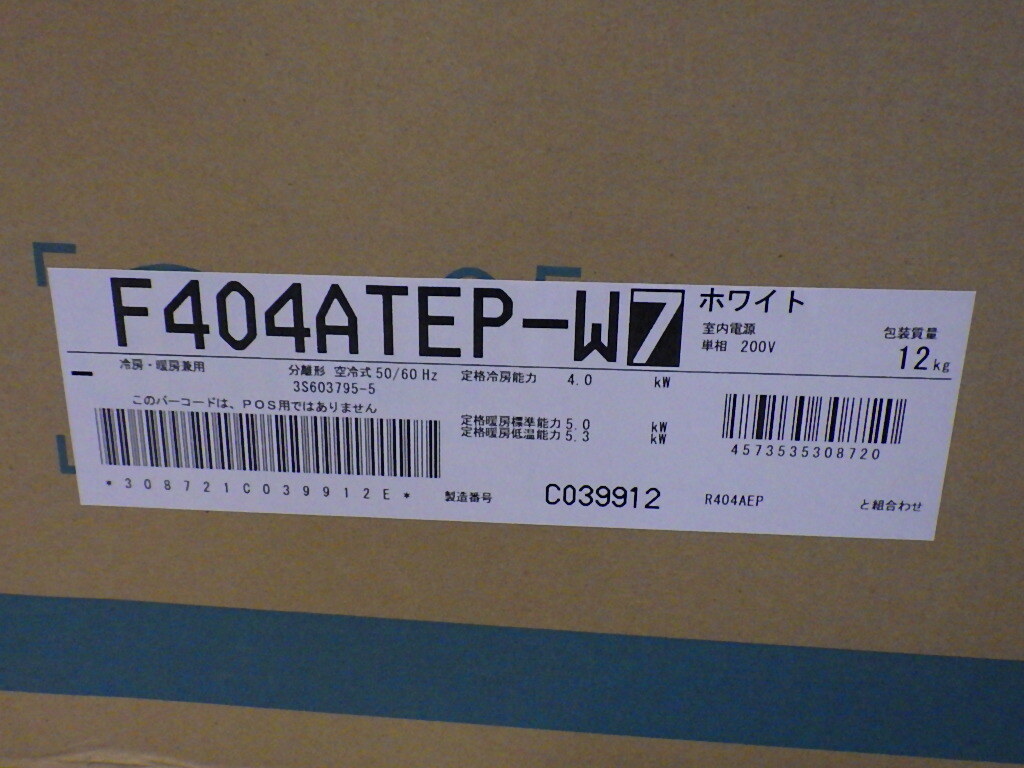 F404ATEP-W7
ホワイト
室内電源
単相 200V
包装質量
12kg
冷房・暖房兼用
分離形 空冷式 50/60 Hz
3S603795-5
定格冷房能力 4.0 kW
このバーコードは、POS用ではありません
定格暖房標準能力 5.0 kW
定格暖房低温能力 5.3 kW
4573535308720
*308721C039912E*
製造番号 C039912
R404AEP と組合わせ